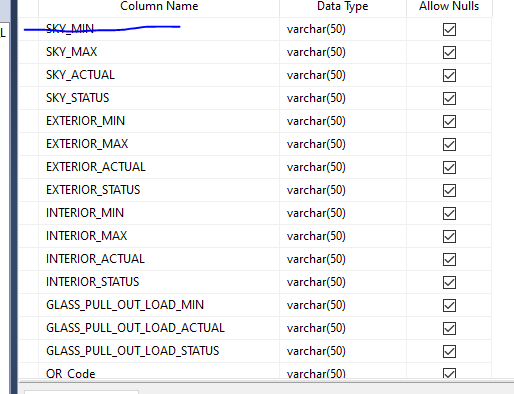 Column Name Data Type Allow Nulls
L
SKY_MIN varchar(50)
SKY_MAX varchar(50)
SKY_ACTUAL varchar(50)
SKY_STATUS varchar(50)
EXTERIOR_MIN varchar(50)
EXTERIOR_MAX varchar(50)
EXTERIOR_ACTUAL varchar(50)
EXTERIOR_STATUS varchar(50)
INTERIOR_MIN varchar(50)
INTERIOR_MAX varchar(50)
INTERIOR_ACTUAL varchar(50)
INTERIOR_STATUS varchar(50)
GLASS_PULL_OUT_LOAD_MIN varchar(50)
GLASS_PULL_OUT_LOAD_ACTUAL varchar(50)
GLASS_PULL_OUT_LOAD_STATUS varchar(50)
QR_Code varchar(50)